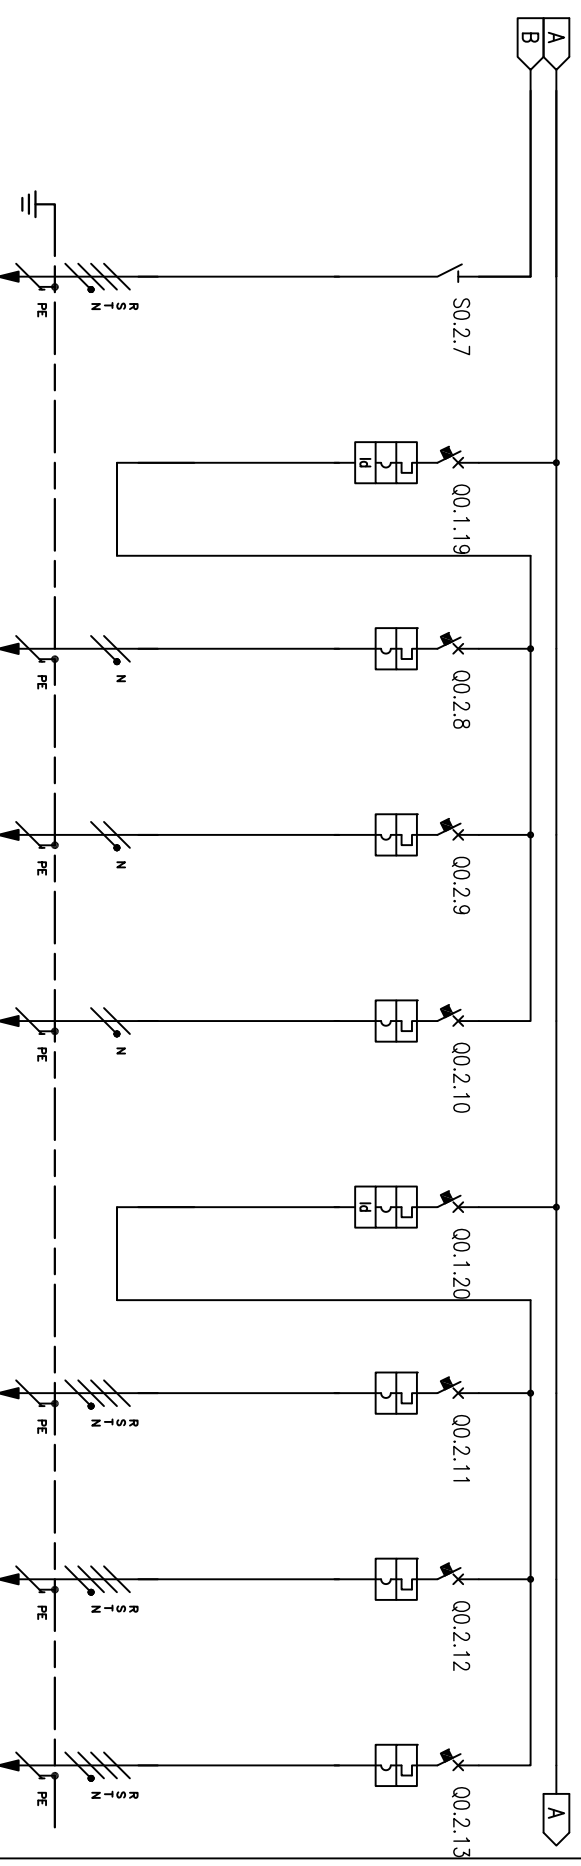 A
B
S0.2.7
R
S
T
N
PE
Q0.1.19
Id
Q0.2.8
N
PE
Q0.2.9
N
PE
Q0.2.10
N
PE
Q0.1.20
Id
Q0.2.11
R
S
T
N
PE
Q0.2.12
R
S
T
N
PE
Q0.2.13
R
S
T
N
PE
A